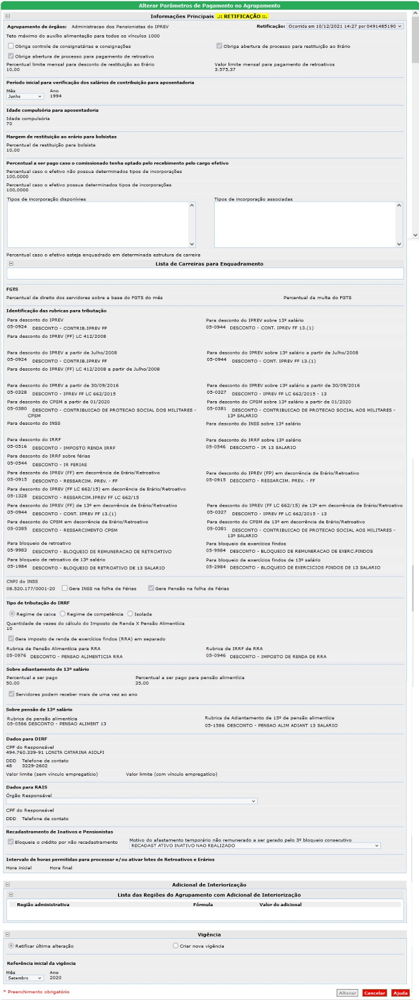 Alterar Parâmetros de Pagamento no Agrupamento
Informações Principais .:: RETIFICAÇÃO ::.
Agrupamento de órgãos: Administracao dos Pensionistas do IPREV Retificação: Ocorrida em 10/12/2021 14:27 por 0491485190
Teto máximo do auxílio alimentação para todos os vínculos 1000
Obriga controle de consignatárias e consignações Obriga abertura de processo para restituição ao Erário
Obriga abertura de processo para pagamento de retroativo
Percentual limite mensal para desconto de restituição ao Erário Valor limite mensal para pagamento de retroativos
10,00 3.575,37
Período inicial para verificação dos salários de contribuição para aposentadoria
Mês Ano
Junho 1994
Idade compulsória para aposentadoria
Idade compulsória
70
Margem de restituição ao erário para bolsistas
Percentual de restituição para bolsista
10,00
Percentual a ser pago caso o comissionado tenha optado pelo recebimento pelo cargo efetivo
Percentual caso o efetivo não possua determinados tipos de incorporações
100,0000
Percentual caso o efetivo possua determinados tipos de incorporações
100,0000
Tipos de incorporação disponívies Tipos de incorporação associadas
Percentual caso o efetivo esteja enquadrado em determinada estrutura de carreira
Lista de Carreiras para Enquadramento
FGTS
Percentual de direito dos servidores sobre a base do FGTS do mês Percentual da multa do FGTS
Identificação das rubricas para tributação
Para desconto do IPREV Para desconto do IPREV sobre 13º salário
05-0924 DESCONTO - CONTRIB.IPREV FF 05-0944 DESCONTO - CONT. IPREV FF 13.(1)
Para desconto do IPREV (FF) LC 412/2008
Para desconto do IPREV a partir de Julho/2008 Para desconto do IPREV sobre 13º salário a partir de Julho/2008
05-0924 DESCONTO - CONTRIB.IPREV FF 05-0944 DESCONTO - CONT. IPREV FF 13.(1)
Para desconto do IPREV (FF) LC 412/2008 a partir de Julho/2008
Para desconto do IPREV a partir de 30/09/2016 Para desconto do IPREV sobre 13º salário a partir de 30/09/2016
05-0328 DESCONTO - IPREV FF LC 662/2015 05-0327 DESCONTO - IPREV FF LC 662/2015 - 13
Para desconto do CPSM a partir de 01/2020 Para desconto do CPSM sobre 13º salário a partir de 01/2020
05-0380 DESCONTO - CONTRIBUICAO DE PROTECAO SOCIAL DOS MILITARES - 05-0381 DESCONTO - CONTRIBUICAO DE PROTECAO SOCIAL AOS MILITARES -
CPSM 13º SALARIO
Para desconto do INSS Para desconto do INSS sobre 13º salário
Para desconto do IRRF Para desconto do IRRF sobre 13º salário
05-0516 DESCONTO - IMPOSTO RENDA IRRF 05-0546 DESCONTO - IR 13 SALARIO
Para desconto do IRRF sobre férias
05-0544 DESCONTO - IR FERIAS
Para desconto do IPREV (FF) em decorrência de Erário/Retroativo Para desconto do IPREV (FP) em decorrência de Erário/Retroativo
05-0915 DESCONTO - RESSARCIM. PREV. - FF 05-0915 DESCONTO - RESSARCIM. PREV. - FF
Para desconto do IPREV (FF LC 662/15) em decorrência de Erário/Retroativo
05-1328 DESCONTO - RESSARCIM.IPREV FF LC 662/15
Para desconto do IPREV (FF) de 13º em decorrência de Erário/Retroativo Para desconto do IPREV (FF LC 662/15) de 13º em decorrência de Erário/Retroativo
05-0944 DESCONTO - CONT. IPREV FF 13.(1) 05-0327 DESCONTO - IPREV FF LC 662/2015 - 13
Para desconto do CPSM em decorrência de Erário/Retroativo Para desconto do CPSM de 13º em decorrência de Erário/Retroativo
05-0385 DESCONTO - RESSARCIMENTO CPSM 05-0381 DESCONTO - CONTRIBUICAO DE PROTECAO SOCIAL AOS MILITARES -
13º SALARIO
Para bloqueio de retroativo Para bloqueio de exercícios findos
05-9983 DESCONTO - BLOQUEIO DE REMUNERACAO DE RETROATIVO 05-9984 DESCONTO - BLOQUEIO DE REMUNERACAO DE EXERC.FINDOS
Para bloqueio de retroativo de 13º salário Para bloqueio de exercícios findos de 13º salário
05-1984 DESCONTO - BLOQUEIO DE RETROATIVO DE 13 SALARIO 05-2984 DESCONTO - BLOQUEIO DE EXERCICIOS FINDOS DE 13 SALARIO
CNPJ do INSS
08.520.177/0001-20 Gera INSS na folha de Férias Gera Pensão na folha de Férias
Tipo de tributação do IRRF
Regime de caixa Regime de competência Isolada
Quantidade de vezes do cálculo do Imposto de Renda X Pensão Alimentícia
10
Gera imposto de renda de exercícios findos (RRA) em separado
Rubrica de Pensão Alimentícia para RRA Rubrica de IRRF de RRA
05-0976 DESCONTO - PENSAO ALIMENTICIA RRA 05-0946 DESCONTO - IMPOSTO DE RENDA DE RRA
Sobre adiantamento de 13º salário
Percentual a ser pago Percentual a ser pago para pensão alimentícia
50,00 35,00
Servidores podem receber mais de uma vez ao ano
Sobre pensão de 13º salário
Rubrica de pensão alimentícia Rubrica de Adiantamento de 13º de pensão alimentícia
05-0586 DESCONTO - PENSAO ALIMENT 13 05-1586 DESCONTO - PENSAO ALIM ADIANT 13 SALARIO
Dados para DIRF
CPF do Responsável
494.760.339-91 LONITA CATARINA AIOLFI
DDD Telefone de contato
48 3229-2602
Valor limite (sem vínculo empregatício) Valor limite (com vínculo empregatício)
Dados para RAIS
Órgão Responsável
CPF do Responsável
DDD Telefone de contato
Recadastramento de Inativos e Pensionistas
Bloqueia o crédito por não recadastramento Motivo do afastamento temporário não remunerado a ser gerado pelo 3º bloqueio consecutivo
RECADAST ATIVO INATIVO NAO REALIZADO
Intervalo de horas permitidas para processar e/ou ativar lotes de Retroativos e Erários
Hora inicial Hora final
Adicional de Interiorização
Lista das Regiões do Agrupamento com Adicional de Interiorização
Região administrativa Fórmula Valor do adicional
Vigência
Retificar última alteração Criar nova vigência
Referência inicial da vigência
Mês Ano
Setembro 2020
* Preenchimento obrigatório Alterar Cancelar Ajuda